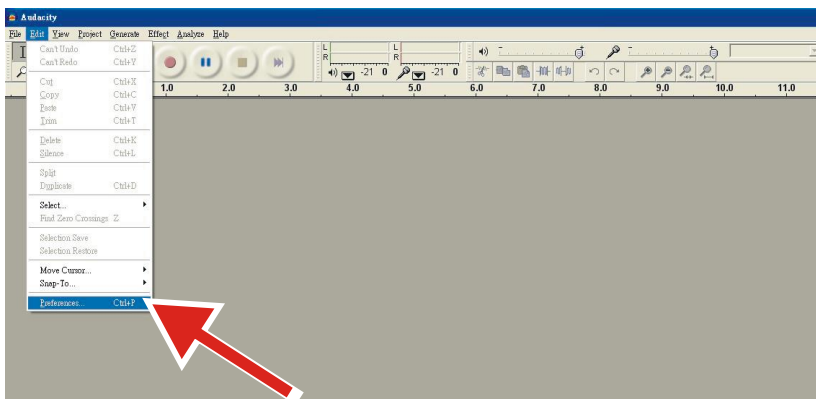 Audacity
File Edit View Project Generate Effect Analyze Help
Can't Undo Ctrl+Z
Can't Redo Ctrl+Y
Cut Ctrl+X
Copy Ctrl+C
Paste Ctrl+V
Trim Ctrl+T
Delete Ctrl+K
Silence Ctrl+L
Split
Duplicate Ctrl+D
Select...
Find Zero Crossings Z
Selection Save
Selection Restore
Move Cursor...
Snap-To...
Preferences... Ctrl+P
L L
R R
-21 0 -21 0
1.0 2.0 3.0 4.0 5.0 6.0 7.0 8.0 9.0 10.0 11.0